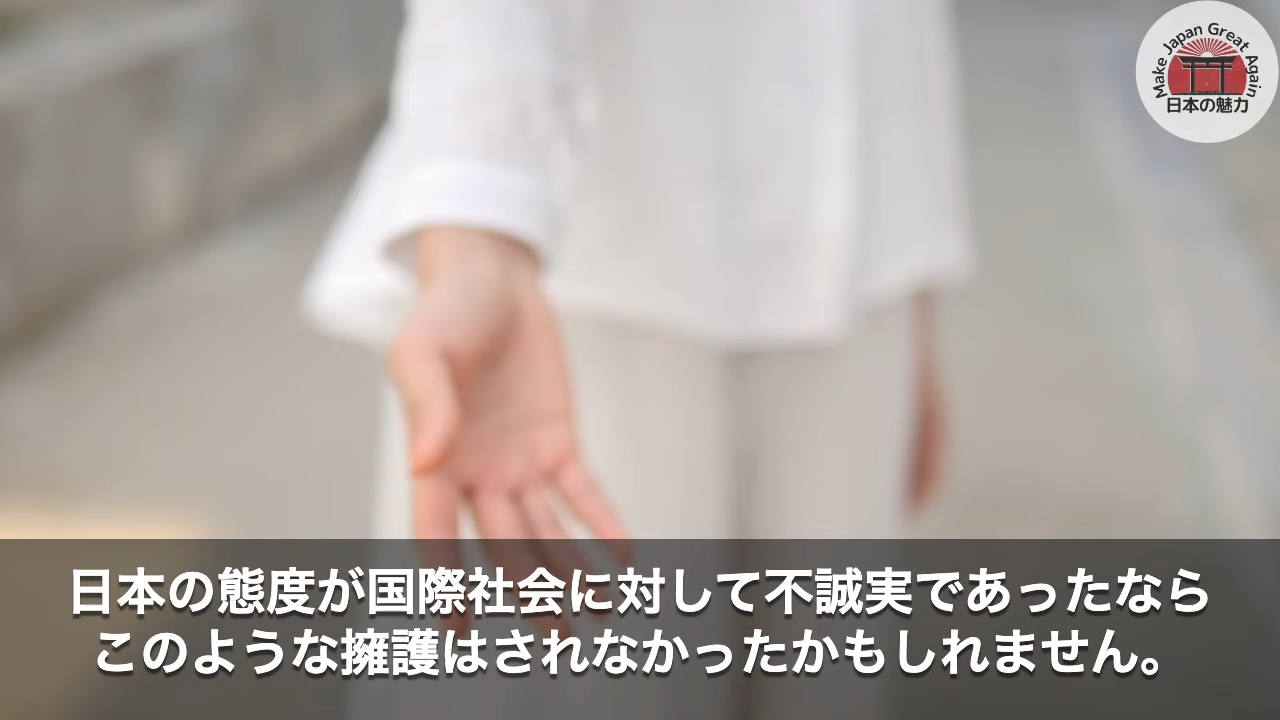 Make Japan Great Again
日本の魅力
日本の態度が国際社会に対して不誠実であったなら
このような擁護はされなかったかもしれません。